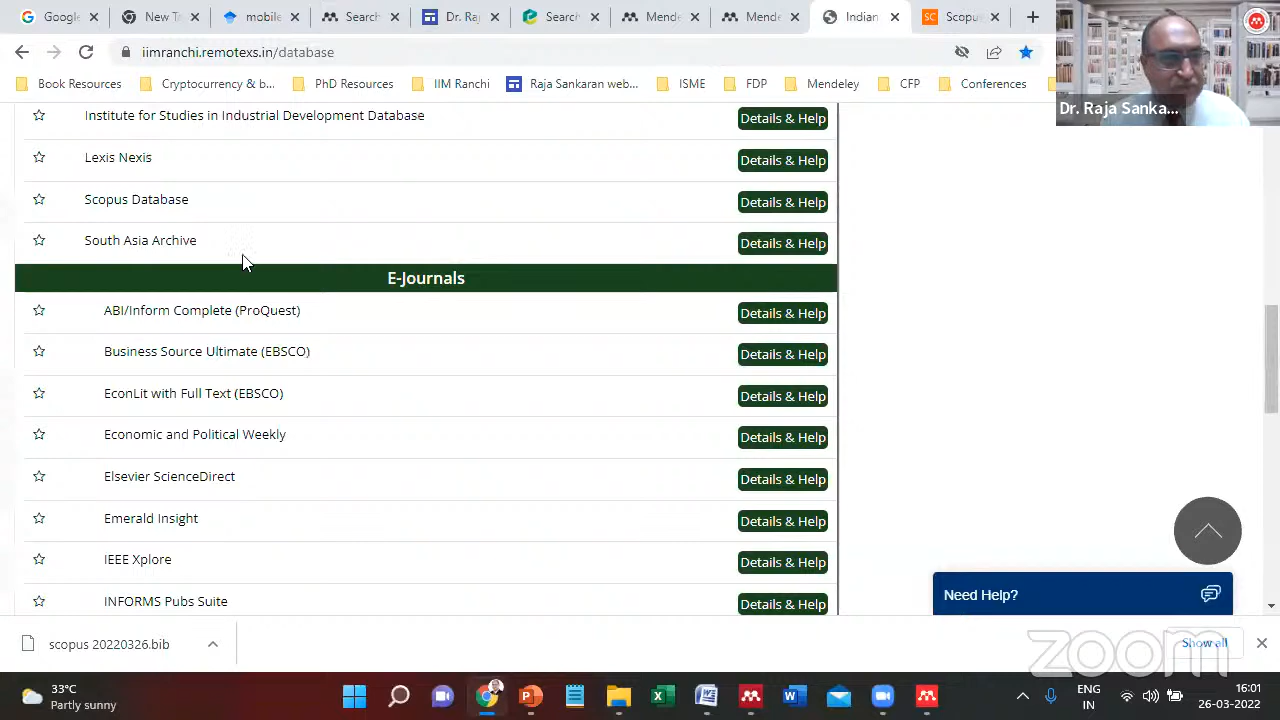 Google
New T
mobile
Search
Dr. Ra
Search
Mende
Mende
Indian
SC Scopu
iimranchi.remotexs.in/database
Book Resources
Cryptocurrency & b...
PhD Resources
IIM Ranchi
Raja Sankaran web...
ISME
FDP
Mendeley
CFP
Conferences
Dr. Raja Sanka...
Institute for Studies in Industrial Development Database Details & Help
Lexis Nexis Details & Help
Scopus Database Details & Help
South Asia Archive Details & Help
E-Journals
ABI/Inform Complete (ProQuest) Details & Help
Business Source Ultimate (EBSCO) Details & Help
EconLit with Full Text (EBSCO) Details & Help
Economic and Political Weekly Details & Help
Elsevier ScienceDirect Details & Help
Emerald Insight Details & Help
IEEE Xplore Details & Help
INFORMS Pubs Suite Details & Help
Need Help?
scopus 20220326.bib
Show all
zoom
33°C
Partly sunny
ENG
IN
16:01
26-03-2022